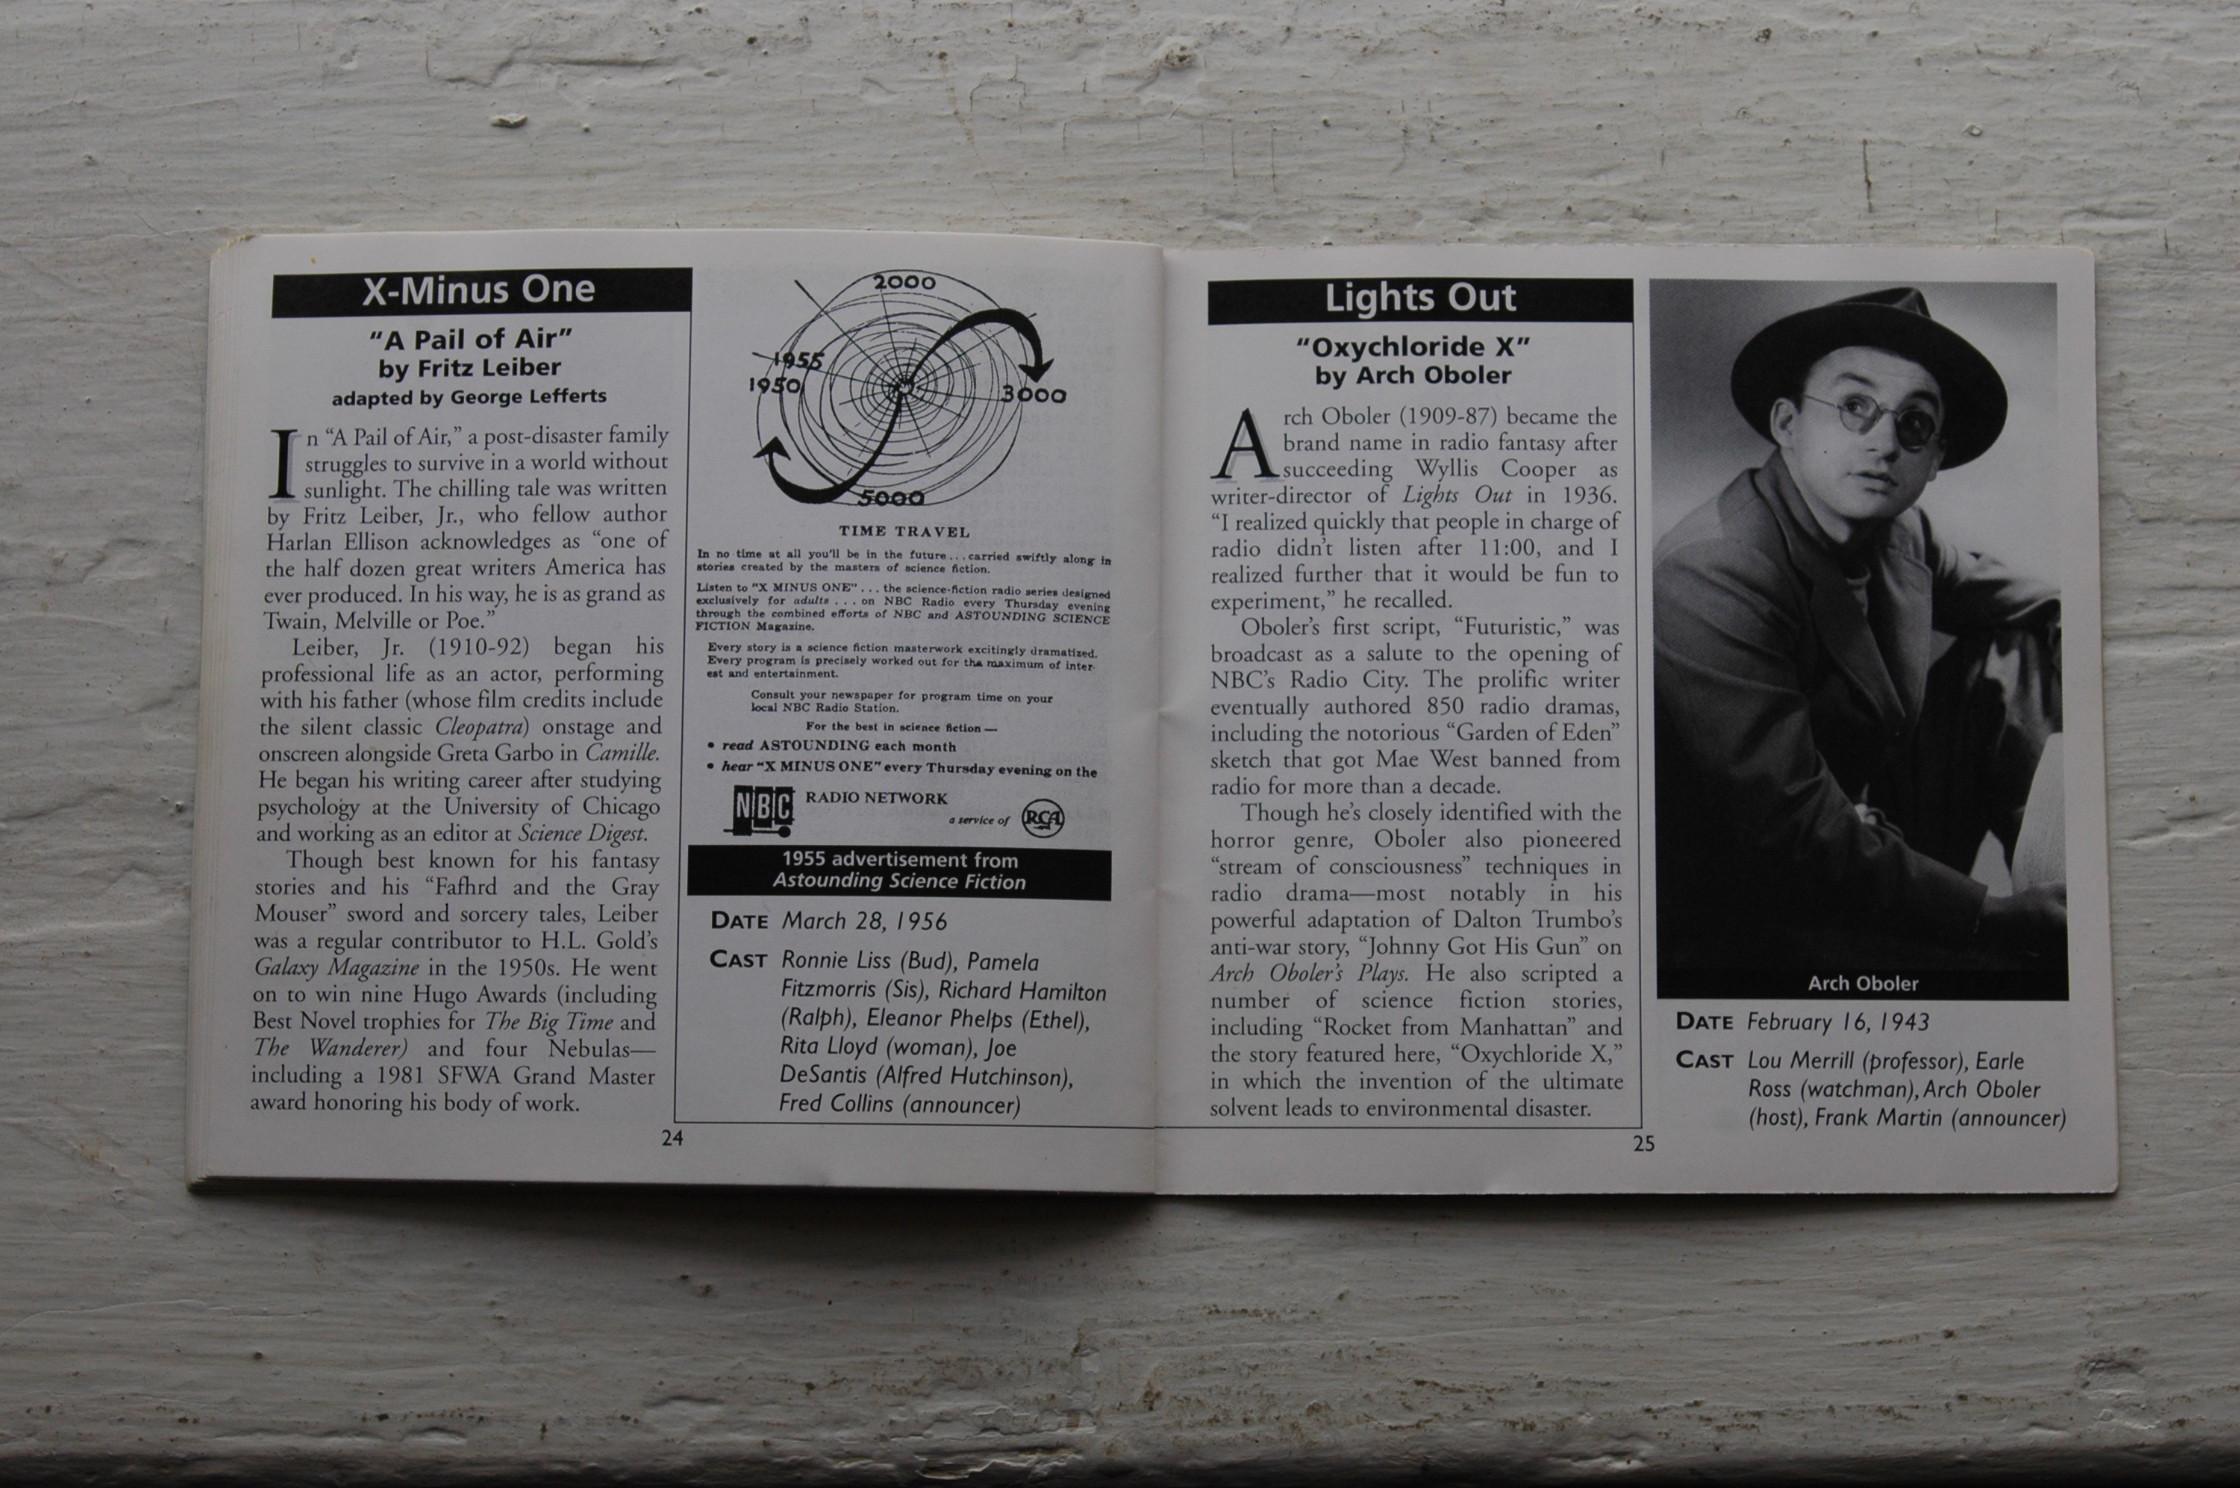 X-Minus One
“A Pail of Air”
by Fritz Leiber
adapted by George Lefferts
In “A Pail of Air,” a post-disaster family
struggles to survive in a world without
sunlight. The chilling tale was written
by Fritz Leiber, Jr., who fellow author
Harlan Ellison acknowledges as “one of
the half dozen great writers America has
ever produced. In his way, he is as grand as
Twain, Melville or Poe.”
Leiber, Jr. (1910-92) began his
professional life as an actor, performing
with his father (whose film credits include
the silent classic Cleopatra) onstage and
onscreen alongside Greta Garbo in Camille.
He began his writing career after studying
psychology at the University of Chicago
and working as an editor at Science Digest.
Though best known for his fantasy
stories and his “Fafhrd and the Gray
Mouser” sword and sorcery tales, Leiber
was a regular contributor to H.L. Gold’s
Galaxy Magazine in the 1950s. He went
on to win nine Hugo Awards (including
Best Novel trophies for The Big Time and
The Wanderer) and four Nebulas—
including a 1981 SFWA Grand Master
award honoring his body of work.
2000
1955
1950
3000
5000
TIME TRAVEL
In no time at all you’ll be in the future . . . carried swiftly along in
stories created by the masters of science fiction.
Listen to “X MINUS ONE” . . . the science-fiction radio series designed
exclusively for adults . . . on NBC Radio every Thursday evening
through the combined efforts of NBC and ASTOUNDING SCIENCE
FICTION Magazine.
Every story is a science fiction masterwork excitingly dramatized.
Every program is precisely worked out for the maximum of inter-
est and entertainment.
Consult your newspaper for program time on your
local NBC Radio Station.
For the best in science fiction —
• read ASTOUNDING each month
• hear “X MINUS ONE” every Thursday evening on the
NBC RADIO NETWORK
a service of RCA
1955 advertisement from
Astounding Science Fiction
DATE March 28, 1956
CAST Ronnie Liss (Bud), Pamela
Fitzmorris (Sis), Richard Hamilton
(Ralph), Eleanor Phelps (Ethel),
Rita Lloyd (woman), Joe
DeSantis (Alfred Hutchinson),
Fred Collins (announcer)
24
Lights Out
“Oxychloride X”
by Arch Oboler
Arch Oboler (1909-87) became the
brand name in radio fantasy after
succeeding Wyllis Cooper as
writer-director of Lights Out in 1936.
“I realized quickly that people in charge of
radio didn’t listen after 11:00, and I
realized further that it would be fun to
experiment,” he recalled.
Oboler’s first script, “Futuristic,” was
broadcast as a salute to the opening of
NBC’s Radio City. The prolific writer
eventually authored 850 radio dramas,
including the notorious “Garden of Eden”
sketch that got Mae West banned from
radio for more than a decade.
Though he’s closely identified with the
horror genre, Oboler also pioneered
“stream of consciousness” techniques in
radio drama—most notably in his
powerful adaptation of Dalton Trumbo’s
anti-war story, “Johnny Got His Gun” on
Arch Oboler’s Plays. He also scripted a
number of science fiction stories,
including “Rocket from Manhattan” and
the story featured here, “Oxychloride X,”
in which the invention of the ultimate
solvent leads to environmental disaster.
Arch Oboler
DATE February 16, 1943
CAST Lou Merrill (professor), Earle
Ross (watchman), Arch Oboler
(host), Frank Martin (announcer)
25